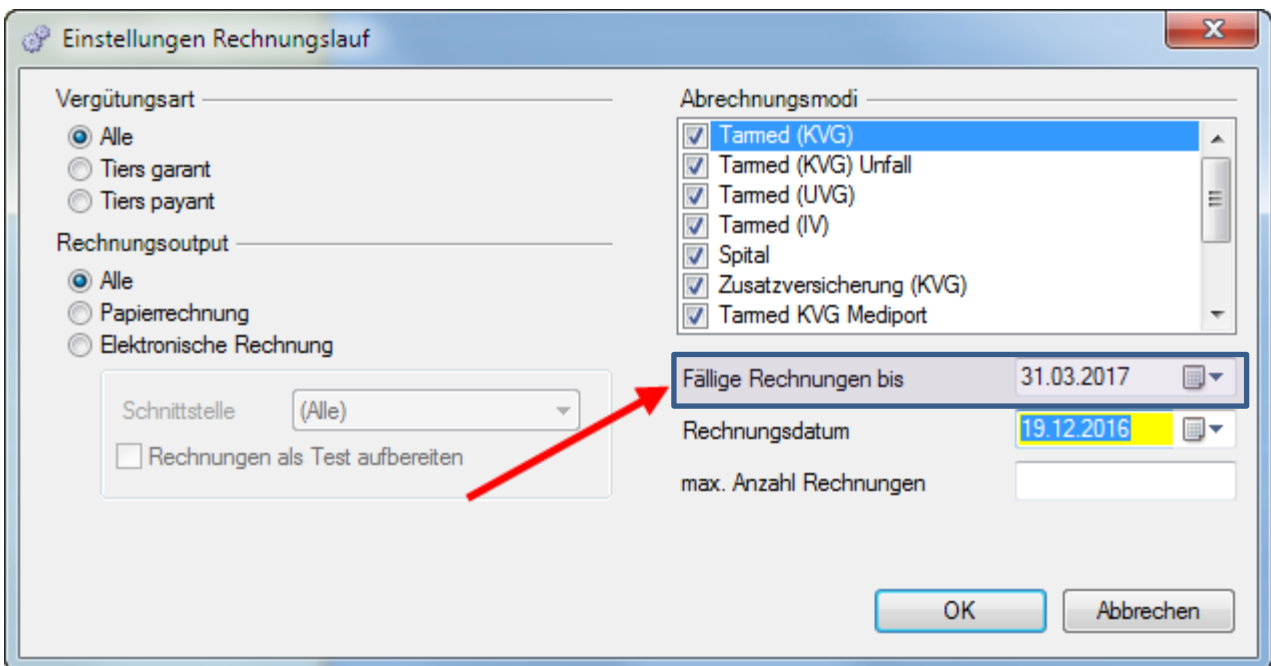 Einstellungen Rechnungslauf
Vergütungsart
Alle
Tiers garant
Tiers payant
Rechnungsoutput
Alle
Papierrechnung
Elektronische Rechnung
Schnittstelle (Alle)
Rechnungen als Test aufbereiten
Abrechnungsmodi
Tarmed (KVG)
Tarmed (KVG) Unfall
Tarmed (UVG)
Tarmed (IV)
Spital
Zusatzversicherung (KVG)
Tarmed KVG Mediport
Fällige Rechnungen bis 31.03.2017
Rechnungsdatum 19.12.2016
max. Anzahl Rechnungen
OK Abbrechen